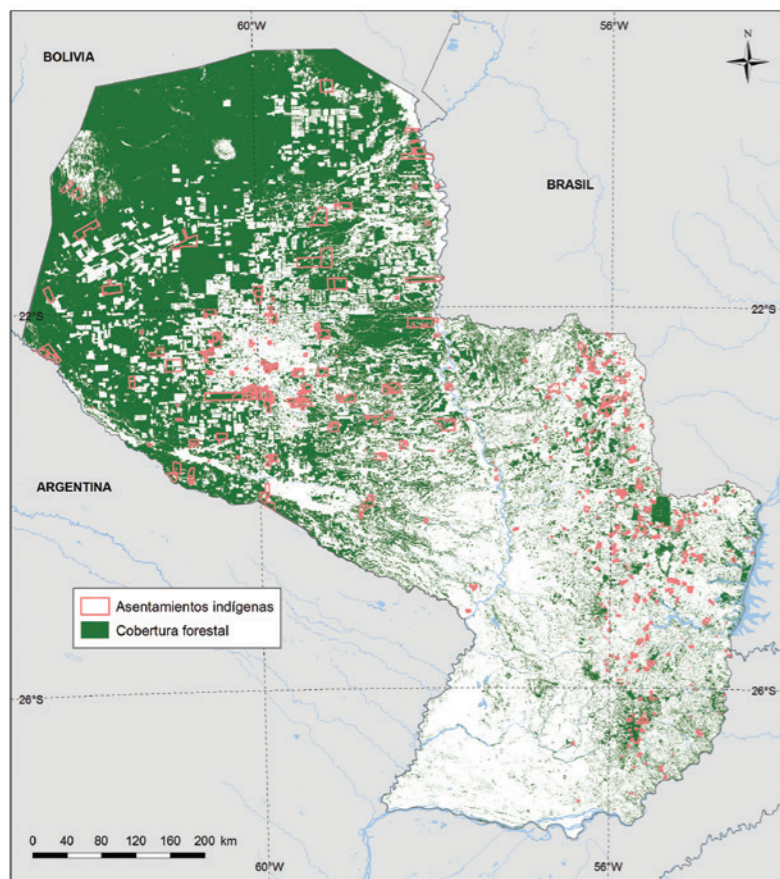 60°W
56°W
BOLIVIA
N
BRASIL
22°S
22°S
ARGENTINA
Asentamientos indígenas
Cobertura forestal
26°S
26°S
0 40 80 120 160 200 km
60°W
56°W